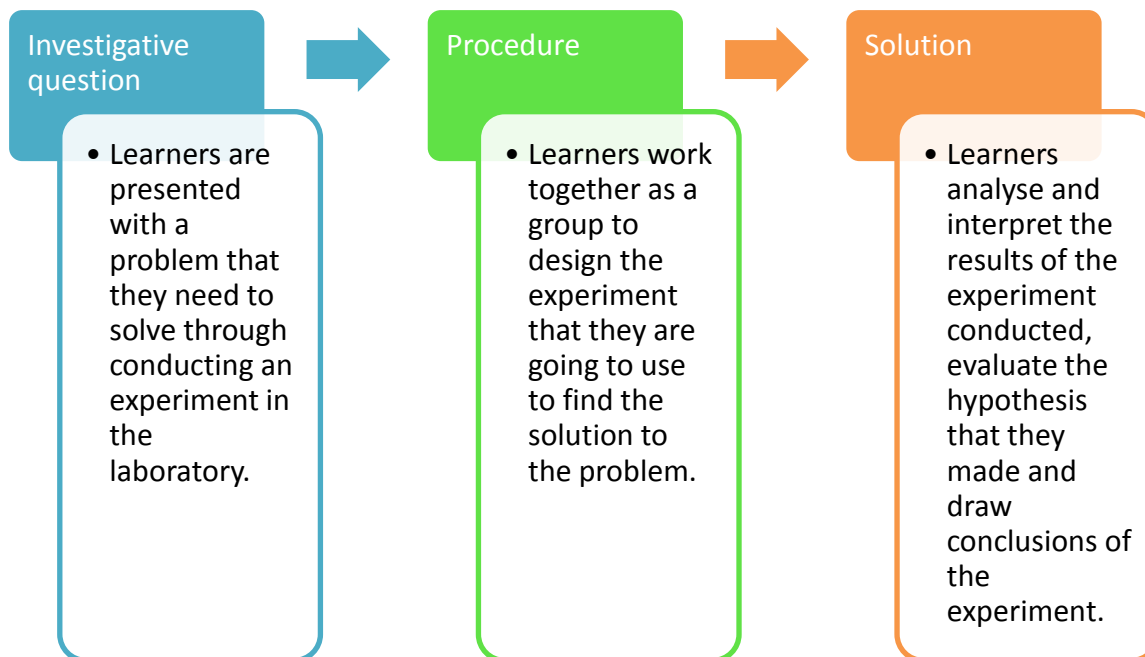 Investigative
question
• Learners are
presented
with a
problem that
they need to
solve through
conducting an
experiment in
the
laboratory.
Procedure
• Learners work
together as a
group to
design the
experiment
that they are
going to use
to find the
solution to
the problem.
Solution
• Learners
analyse and
interpret the
results of the
experiment
conducted,
evaluate the
hypothesis
that they
made and
draw
conclusions of
the
experiment.